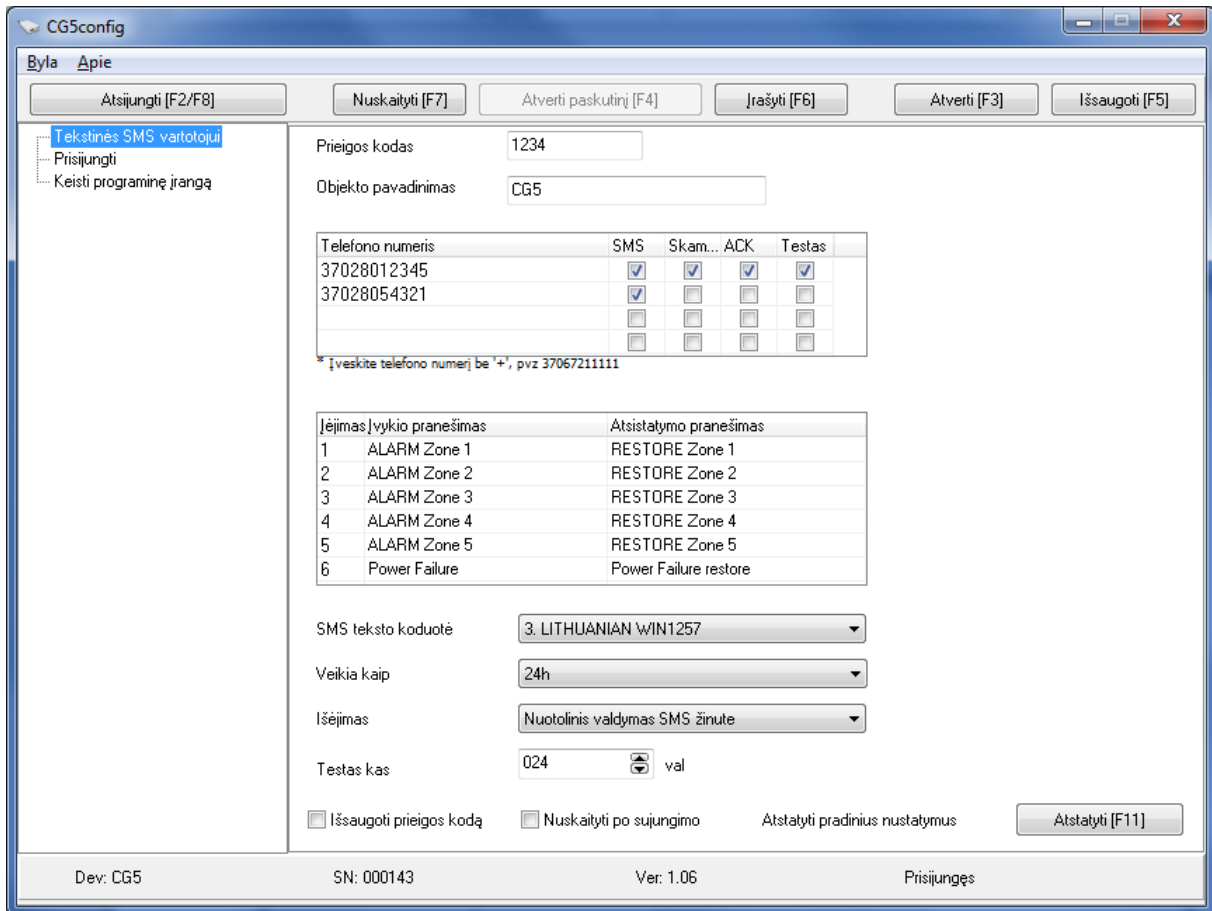 CG5config
Byla Apie
Atsijungti [F2/F8] Nuskaityti [F7] Atverti paskutinį [F4] Įrašyti [F6] Atverti [F3] Išsaugoti [F5]
Tekstinės SMS vartotojui
Prisijungti
Keisti programinę įrangą
Prieigos kodas 1234
Objekto pavadinimas CG5
Telefono numeris SMS Skam... ACK Testas
37028012345
37028054321
* Įveskite telefono numerį be '+', pvz 37067211111
Įėjimas Įvykio pranešimas Atsistatymo pranešimas
1 ALARM Zone 1 RESTORE Zone 1
2 ALARM Zone 2 RESTORE Zone 2
3 ALARM Zone 3 RESTORE Zone 3
4 ALARM Zone 4 RESTORE Zone 4
5 ALARM Zone 5 RESTORE Zone 5
6 Power Failure Power Failure restore
SMS teksto koduotė 3. LITHUANIAN WIN1257
Veikia kaip 24h
Išėjimas Nuotolinis valdymas SMS žinute
Testas kas 024 val
Išsaugoti prieigos kodą Nuskaityti po sujungimo Atstatyti pradinius nustatymus Atstatyti [F11]
Dev: CG5 SN: 000143 Ver: 1.06 Prisijungęs